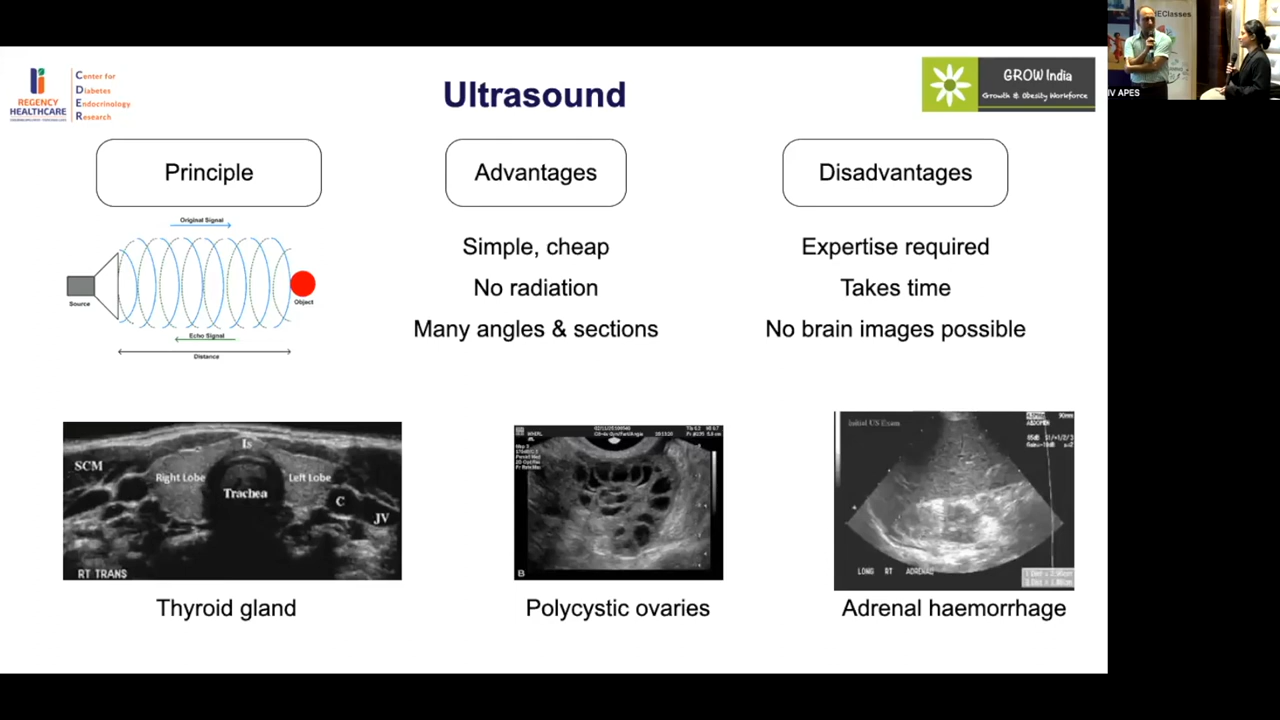 REGENCY
HEALTHCARE
Center for
Diabetes
Endocrinology
Research
Ultrasound
GROW India
Growth & Obesity Workforce
EClasses
IV APES
Principle
Advantages
Disadvantages
Original Signal
Source
Object
Echo Signal
Distance
Simple, cheap
No radiation
Many angles & sections
Expertise required
Takes time
No brain images possible
Is
SCM
Right Lobe
Left Lobe
Trachea
C
JV
RT TRANS
B
Initial US Exam
ABDOMEN
LONG RT ADRENAL
Thyroid gland
Polycystic ovaries
Adrenal haemorrhage